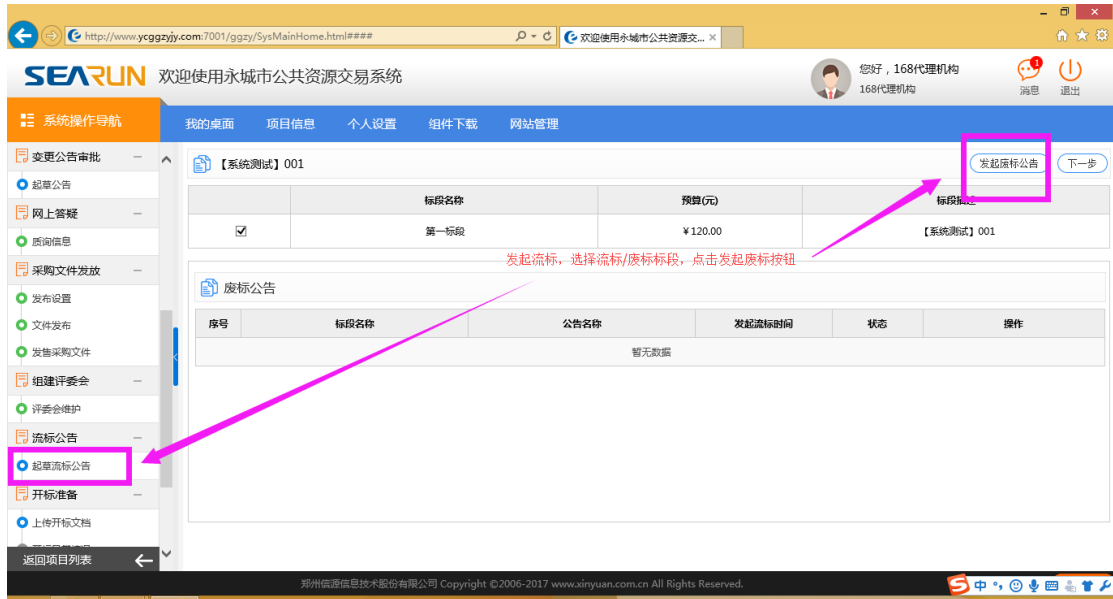 http://www.ycggzyjy.com:7001/ggzy/SysMainHome.html####
欢迎使用永城市公共资源交... ×
SEARUN 欢迎使用永城市公共资源交易系统
您好，168代理机构
168代理机构
1
消息
退出
系统操作导航
我的桌面 项目信息 个人设置 组件下载 网站管理
变更公告审批
起草公告
网上答疑
质询信息
采购文件发放
发布设置
文件发布
发售采购文件
组建评委会
评委会维护
流标公告
起草流标公告
开标准备
上传开标文档
返回项目列表
【系统测试】001
发起废标公告 下一步
标段名称 预算(元) 标段描述
第一标段 ￥120.00 【系统测试】001
发起流标，选择流标/废标标段，点击发起废标按钮
废标公告
序号 标段名称 公告名称 发起流标时间 状态 操作
暂无数据
郑州信源信息技术股份有限公司 Copyright ©2006-2017 www.xinyuan.com.cn All Rights Reserved.
中